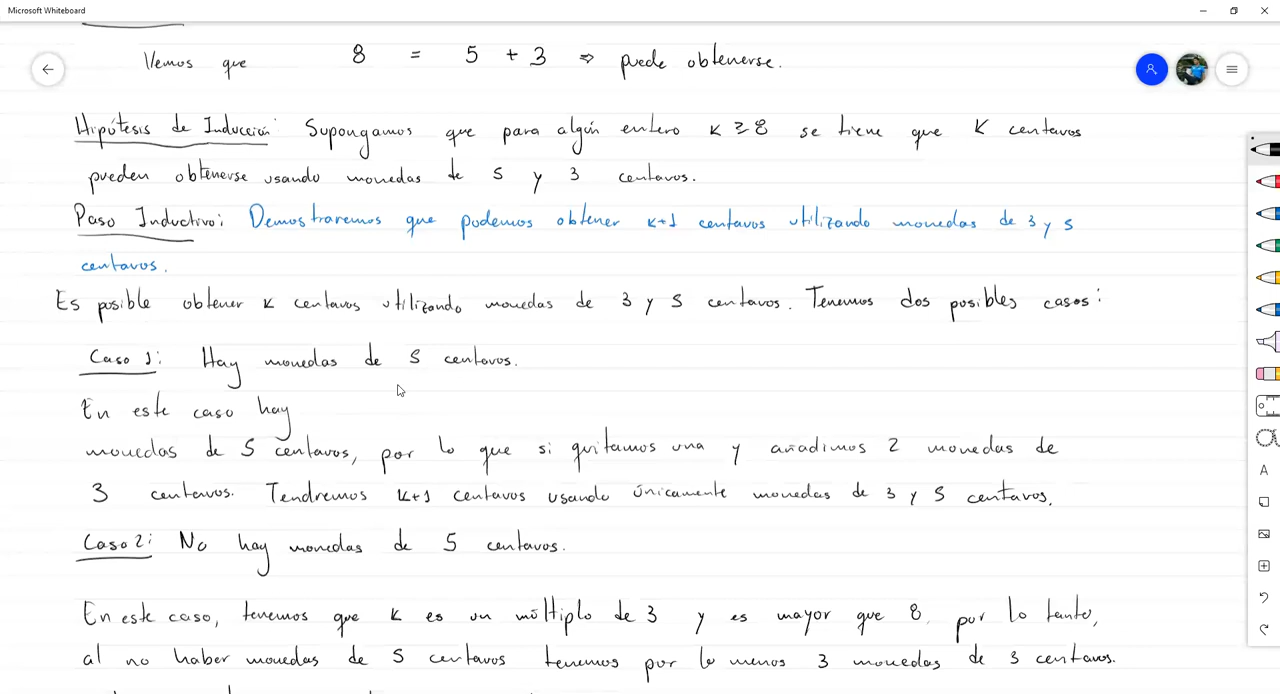 Microsoft Whiteboard
Vemos que 8 = 5 + 3 ⇒ puede obtenerse.
Hipótesis de Inducción: Supongamos que para algún entero K ≥ 8 se tiene que K centavos
pueden obtenerse usando monedas de 5 y 3 centavos.
Paso Inductivo: Demostraremos que podemos obtener K+1 centavos utilizando monedas de 3 y 5
centavos.
Es posible obtener K centavos utilizando monedas de 3 y 5 centavos. Tenemos dos posibles casos:
Caso 1: Hay monedas de 5 centavos.
En este caso hay
monedas de 5 centavos, por lo que si quitamos una y añadimos 2 monedas de
3 centavos. Tendremos K+1 centavos usando únicamente monedas de 3 y 5 centavos.
Caso 2: No hay monedas de 5 centavos.
En este caso, tenemos que K es un múltiplo de 3 y es mayor que 8, por lo tanto,
al no haber monedas de 5 centavos tenemos por lo menos 3 monedas de 3 centavos.